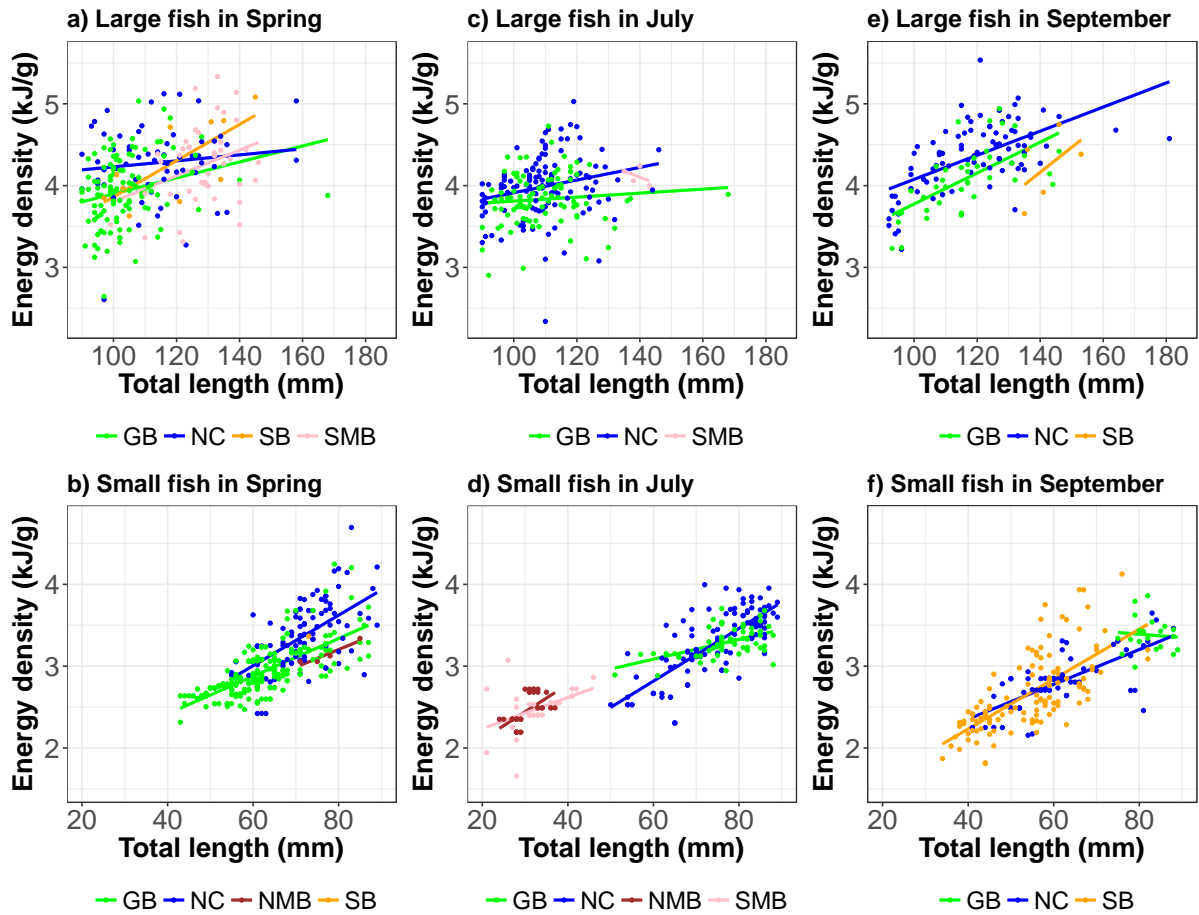 a) Large fish in Spring
c) Large fish in July
e) Large fish in September
Energy density (kJ/g)
5
4
3
100 120 140 160 180
Total length (mm)
GB NC SB SMB
Energy density (kJ/g)
5
4
3
100 120 140 160 180
Total length (mm)
GB NC SMB
Energy density (kJ/g)
5
4
3
100 120 140 160 180
Total length (mm)
GB NC SB
b) Small fish in Spring
d) Small fish in July
f) Small fish in September
Energy density (kJ/g)
4
3
2
20 40 60 80
Total length (mm)
GB NC NMB SB
Energy density (kJ/g)
4
3
2
20 40 60 80
Total length (mm)
GB NC NMB SMB
Energy density (kJ/g)
4
3
2
20 40 60 80
Total length (mm)
GB NC SB